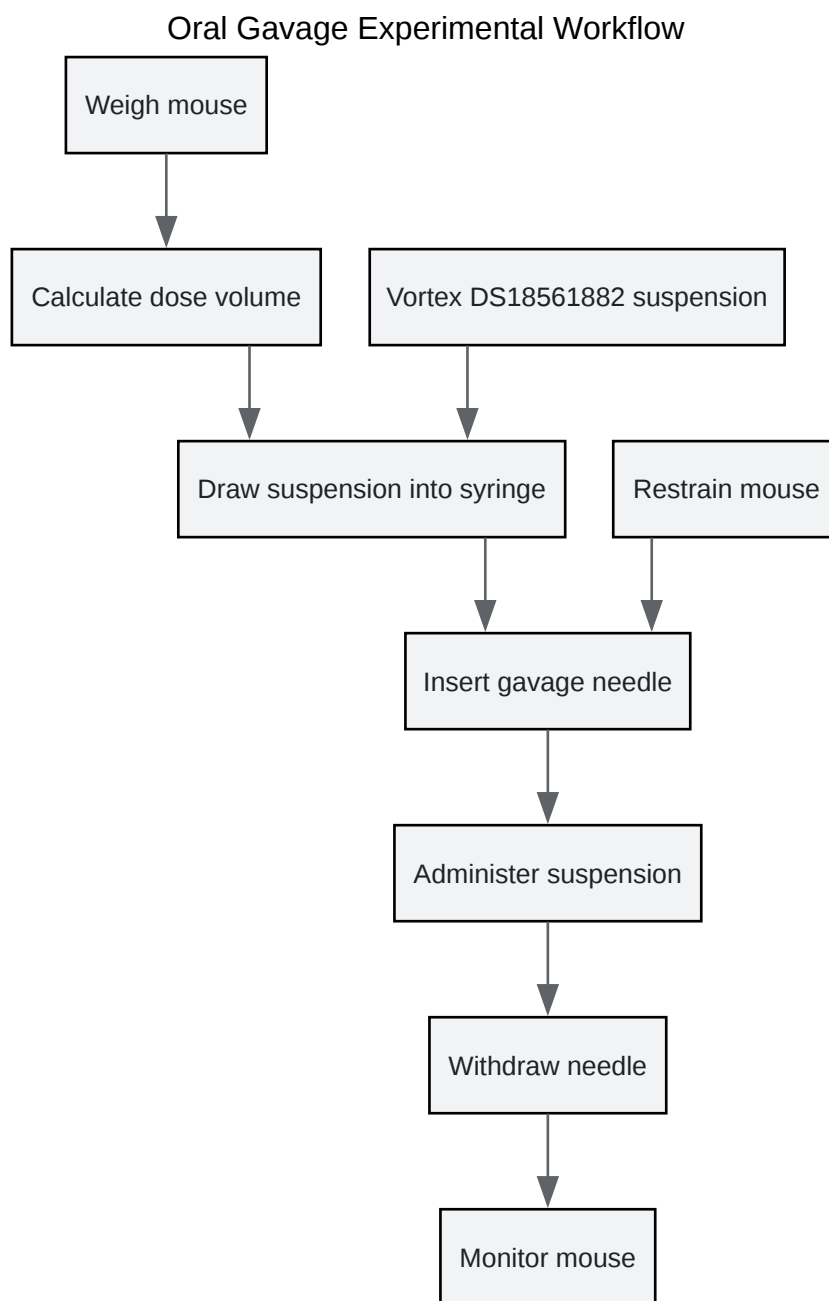 Oral Gavage Experimental Workflow
Weigh mouse
Calculate dose volume
Vortex DS18561882 suspension
Draw suspension into syringe
Restrain mouse
Insert gavage needle
Administer suspension
Withdraw needle
Monitor mouse